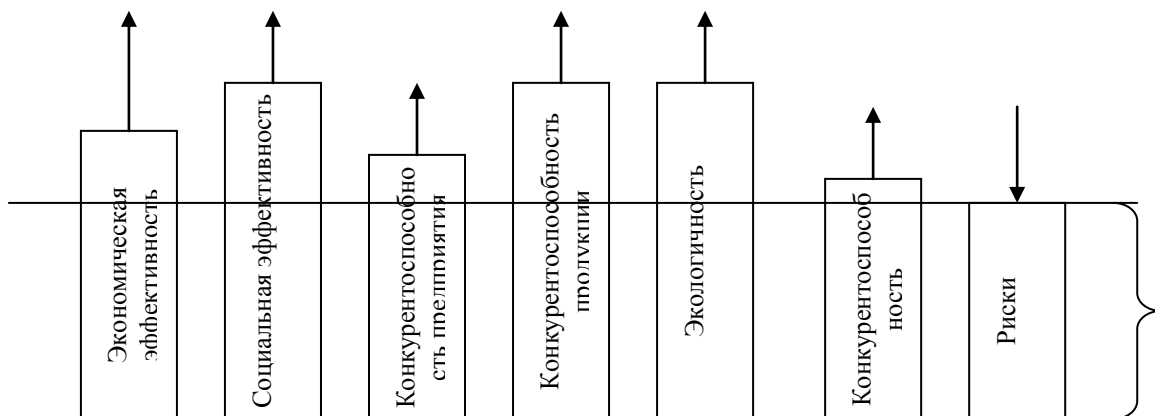 Экономическая
эффективность
Социальная эффективность
Конкурентоспособно
сть предприятия
Конкурентоспособность
продукции
Экологичность
Конкурентоспособ
ность
Риски